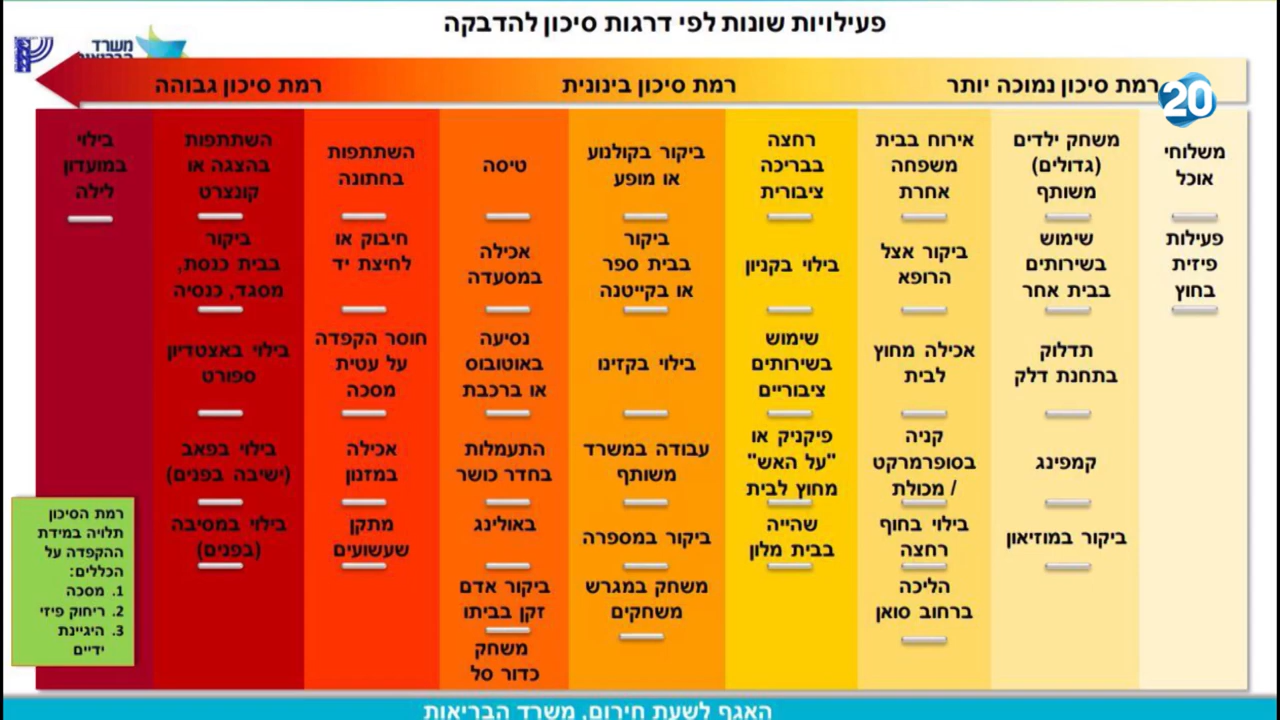 פעילויות שונות לפי דרגות סיכון להדבקה
משרד
הבריאות
20
רמת סיכון נמוכה יותר
רמת סיכון בינונית
רמת סיכון גבוהה
משלוחי
אוכל
פעילות
פיזית
בחוץ
משחק ילדים
(גדולים)
משותף
שימוש
בשירותים
בבית אחר
תדלוק
בתחנת דלק
קמפינג
ביקור במוזיאון
אירוח בבית
משפחה
אחרת
ביקור אצל
הרופא
אכילה מחוץ
לבית
קניה
בסופרמרקט
/ מכולת
בילוי בחוף
רחצה
הליכה
ברחוב סואן
רחצה
בבריכה
ציבורית
בילוי בקניון
שימוש
בשירותים
ציבוריים
פיקניק או
"על האש"
מחוץ לבית
שהייה
בבית מלון
ביקור בקולנוע
או מופע
ביקור
בבית ספר
או בקייטנה
בילוי בקזינו
עבודה במשרד
משותף
ביקור במספרה
משחק במגרש
משחקים
טיסה
אכילה
במסעדה
נסיעה
באוטובוס
או ברכבת
התעמלות
בחדר כושר
באולינג
ביקור אדם
זקן בביתו
משחק
כדור סל
השתתפות
בחתונה
חיבוק או
לחיצת יד
חוסר הקפדה
על עטית
מסכה
אכילה
במזנון
מתקן
שעשועים
השתתפות
בהצגה או
קונצרט
ביקור
בבית כנסת,
מסגד, כנסיה
בילוי באצטדיון
ספורט
בילוי בפאב
(ישיבה בפנים)
בילוי במסיבה
(בפנים)
בילוי
במועדון
לילה
רמת הסיכון
תלויה במידת
ההקפדה על
הכללים:
1. מסכה
2. ריחוק פיזי
3. היגיינת
ידיים
האגף לשעת חירום, משרד הבריאות